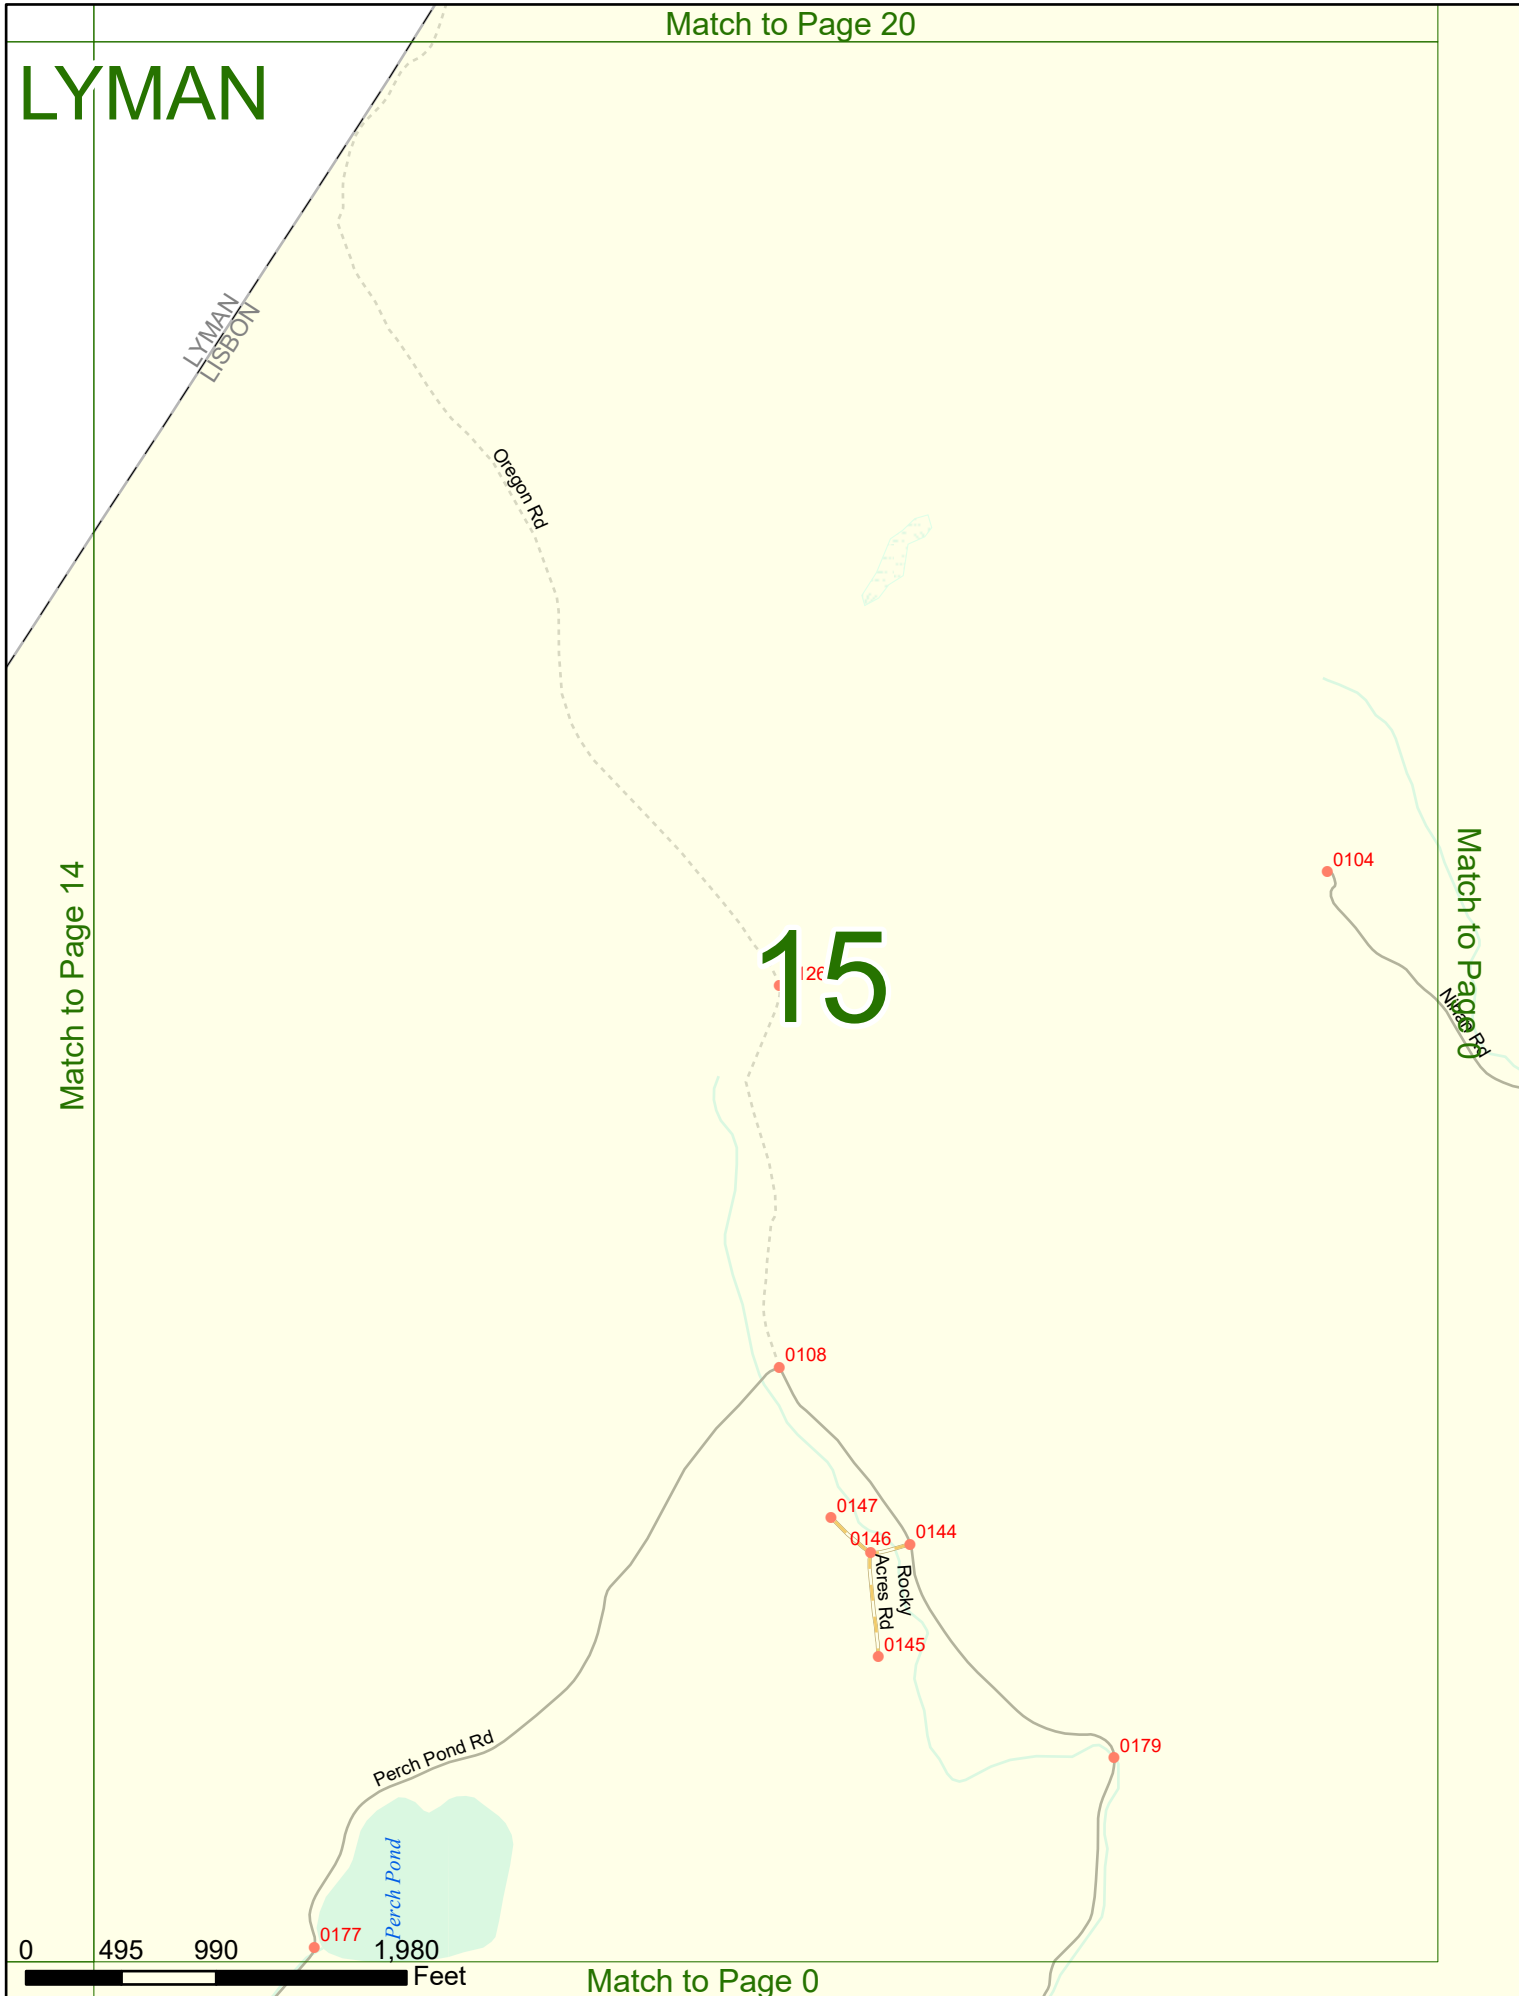 Match to Page 20
LYMAN
LYMAN
LISBON
Oregon Rd
Match to Page 14
Match to Page 0
0104
15
Rd
0108
0147
0146
0144
Rocky
Acres Rd
0145
Perch Pond Rd
0179
Perch Pond
0177
0 495 990 1,980
Feet
Match to Page 0